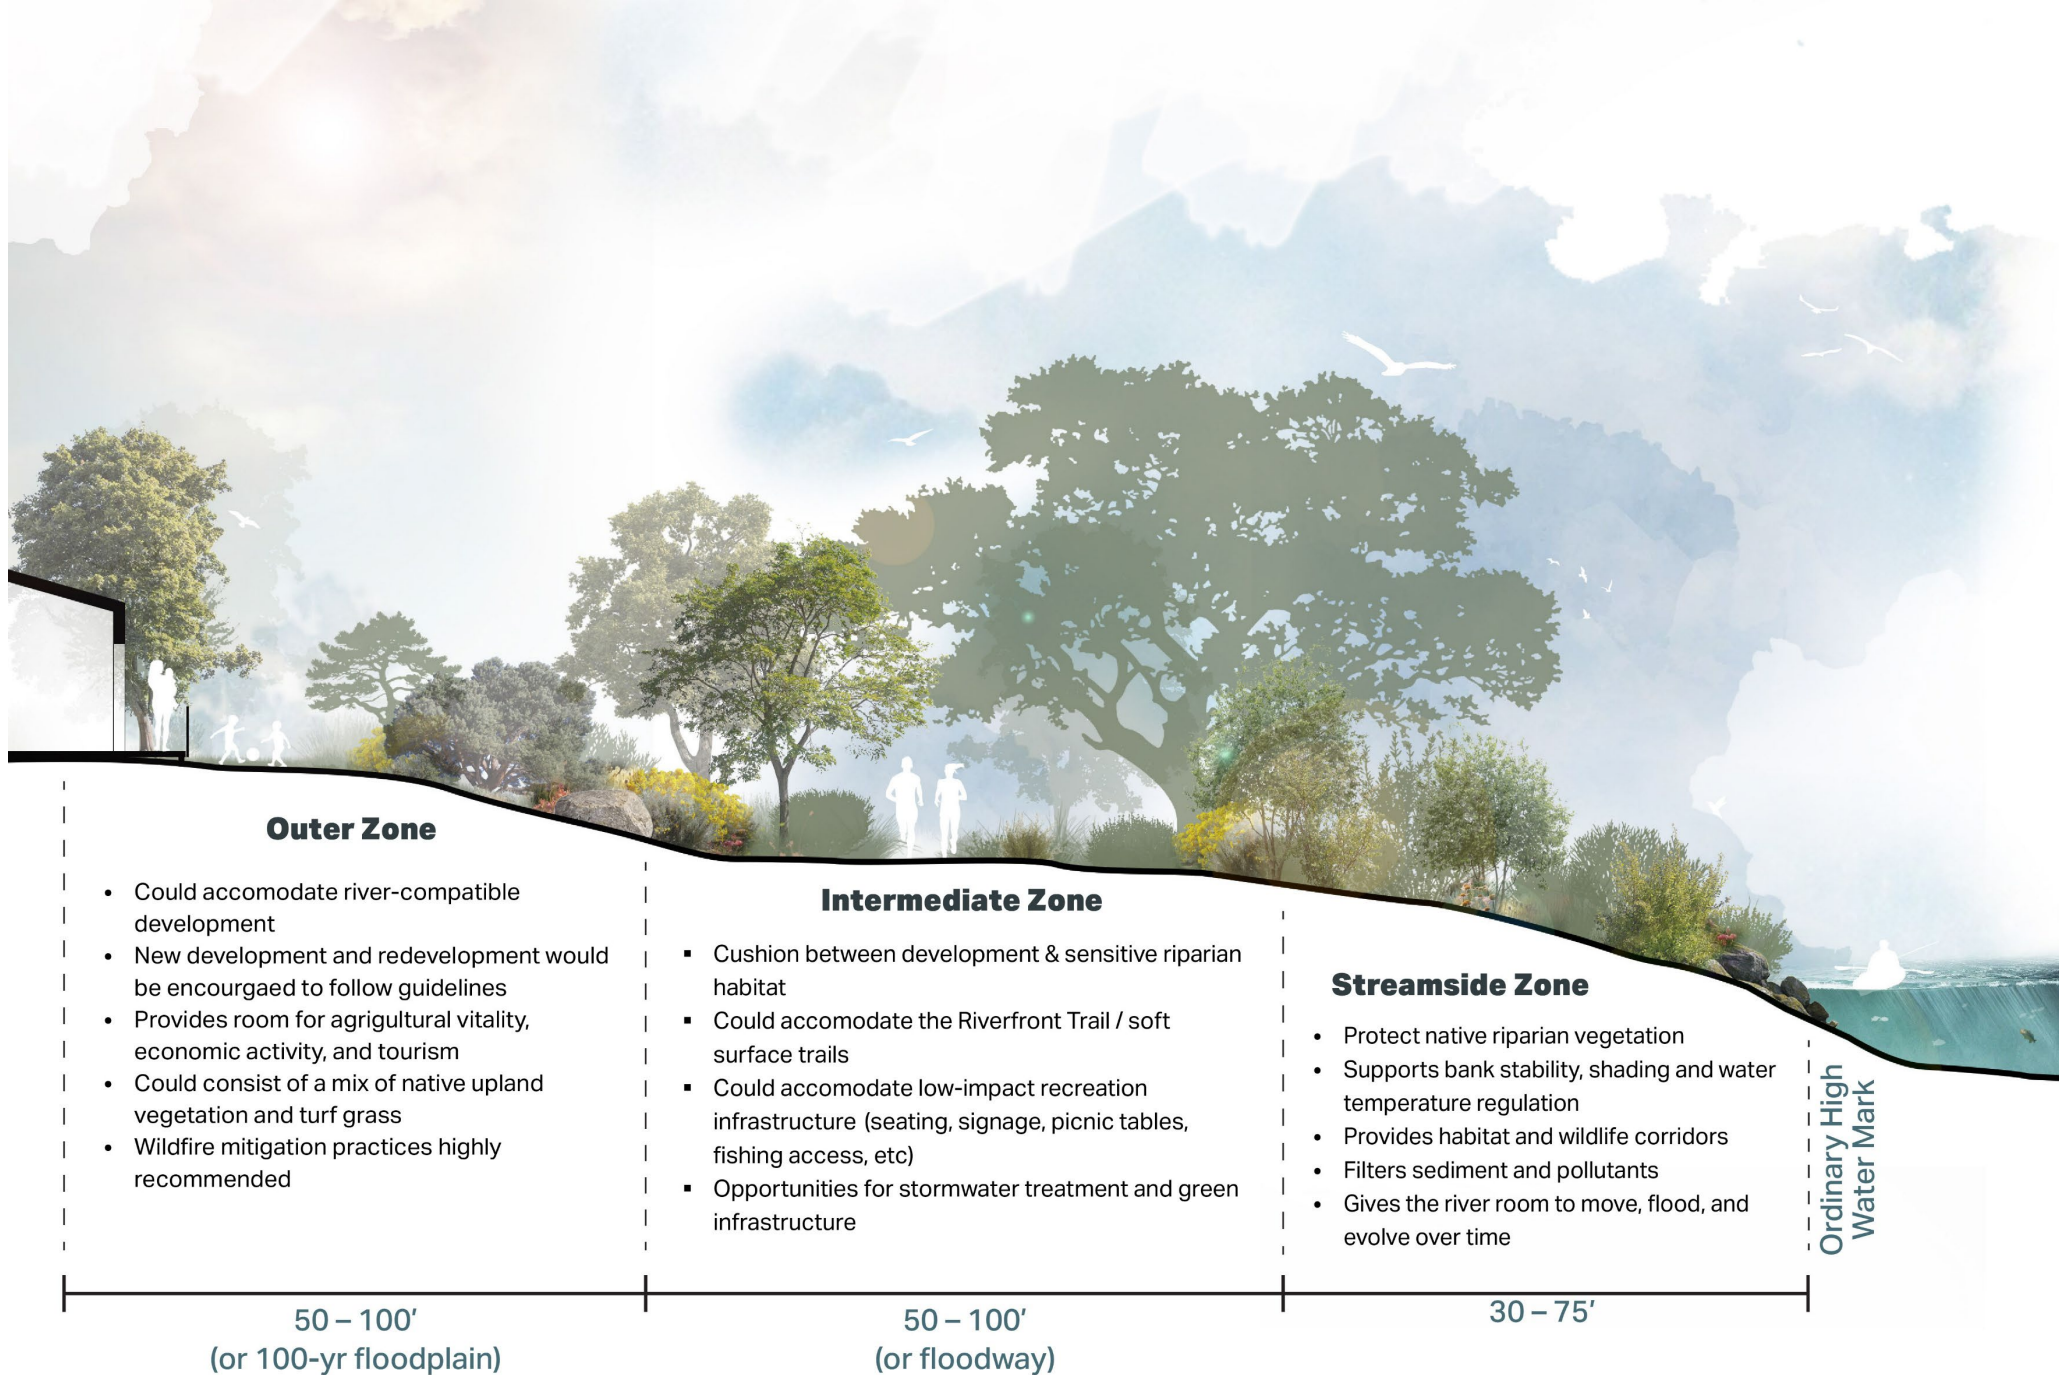 Outer Zone
• Could accomodate river-compatible
development
• New development and redevelopment would
be encourgaed to follow guidelines
• Provides room for agrigultural vitality,
economic activity, and tourism
• Could consist of a mix of native upland
vegetation and turf grass
• Wildfire mitigation practices highly
recommended
50 – 100'
(or 100-yr floodplain)
Intermediate Zone
▪ Cushion between development & sensitive riparian
habitat
▪ Could accomodate the Riverfront Trail / soft
surface trails
▪ Could accomodate low-impact recreation
infrastructure (seating, signage, picnic tables,
fishing access, etc)
▪ Opportunities for stormwater treatment and green
infrastructure
50 – 100'
(or floodway)
Streamside Zone
• Protect native riparian vegetation
• Supports bank stability, shading and water
temperature regulation
• Provides habitat and wildlife corridors
• Filters sediment and pollutants
• Gives the river room to move, flood, and
evolve over time
30 – 75'
Ordinary High
Water Mark